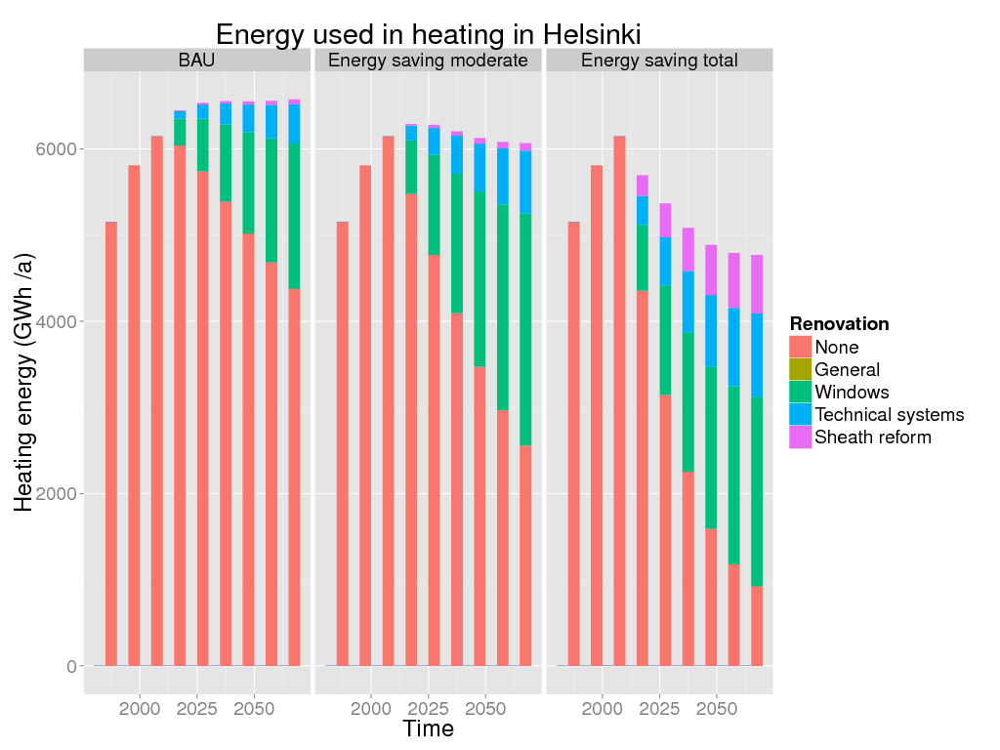 Energy used in heating in Helsinki
BAU
Energy saving moderate
Energy saving total
Heating energy (GWh /a)
6000
4000
2000
0
2000 2025 2050
2000 2025 2050
2000 2025 2050
Time
Renovation
None
General
Windows
Technical systems
Sheath reform